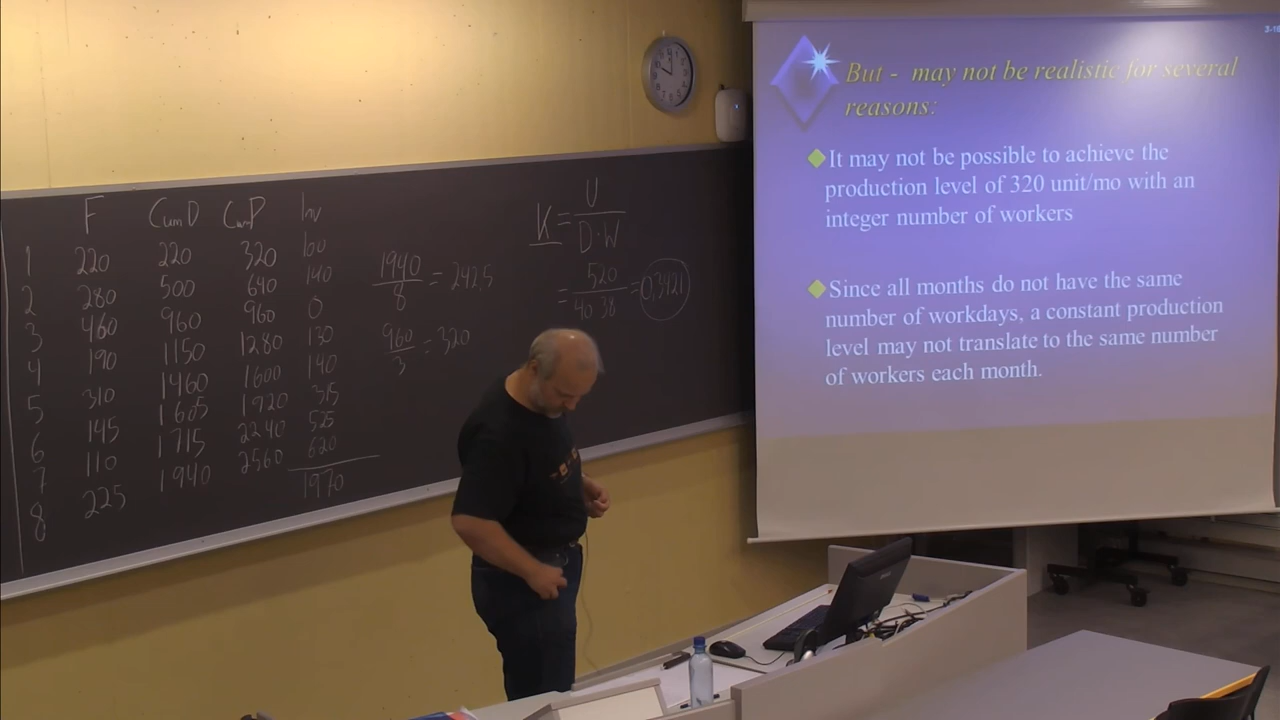 F CumD CumP Inv
1 220 220 320 100
2 280 500 640 140
3 460 960 960 0
4 190 1150 1280 130
5 310 1460 1600 140
6 145 1605 1920 315
7 110 1715 2240 525
8 225 1940 2560 620
1970
1940/8 = 242,5
960/3 = 320
K = U/D·W
= 520/40 38 = 0,3421
But - may not be realistic for several
reasons:
It may not be possible to achieve the
production level of 320 unit/mo with an
integer number of workers
Since all months do not have the same
number of workdays, a constant production
level may not translate to the same number
of workers each month.